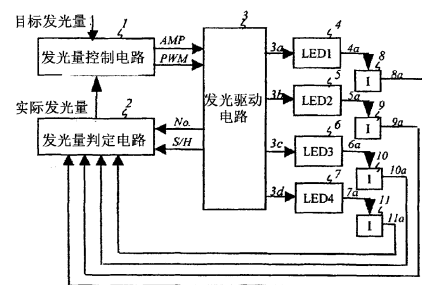 目标发光量
1
发光量控制电路
AMP
PWM
实际发光量
2
发光量判定电路
No.
S/H
3
发光驱动
电路
3a
4
LED1
4a
8
I
8a
3b
5
LED2
5a
9
I
9a
3c
6
LED3
6a
10
I
10a
3d
7
LED4
7a
11
I
11a